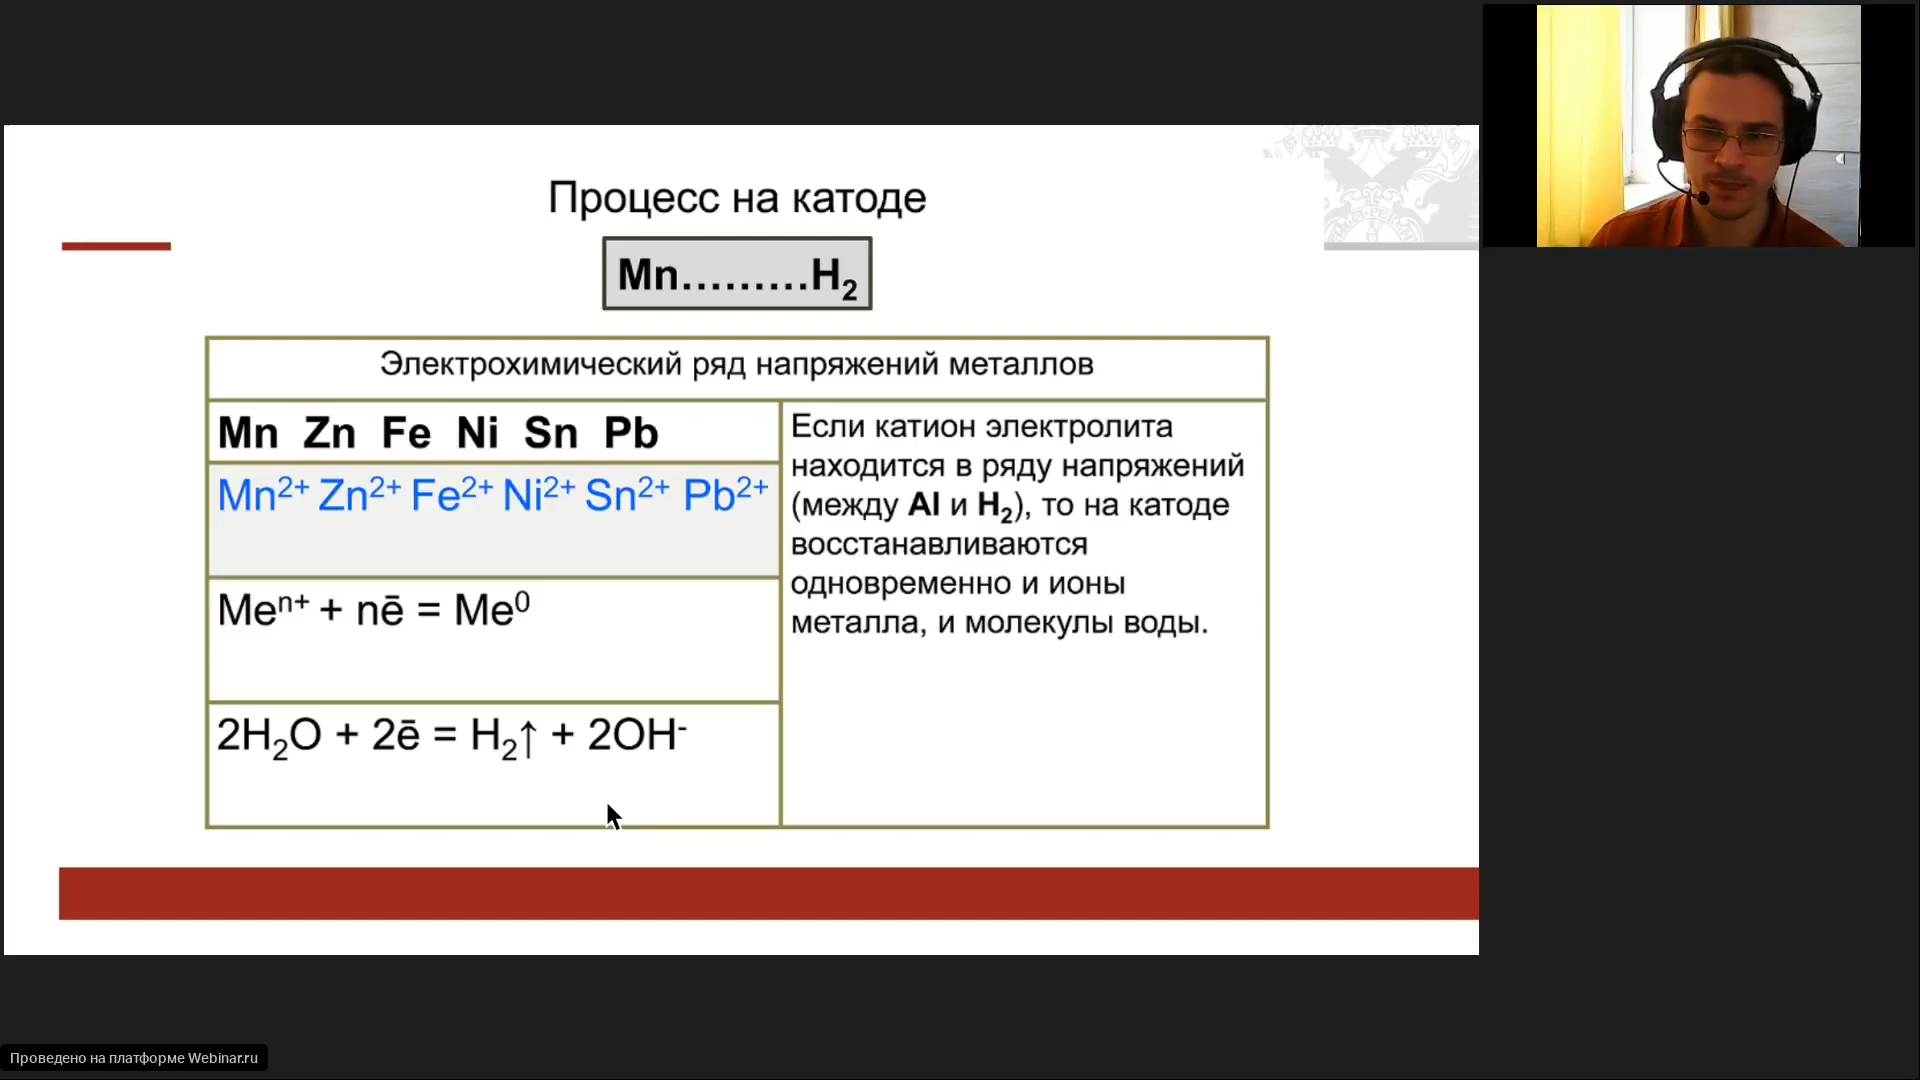 Процесс на катоде
Mn.........H₂
Электрохимический ряд напряжений металлов
Mn Zn Fe Ni Sn Pb
Mn²⁺ Zn²⁺ Fe²⁺ Ni²⁺ Sn²⁺ Pb²⁺
Meⁿ⁺ + nē = Me⁰
2H₂O + 2ē = H₂↑ + 2OH⁻
Если катион электролита
находится в ряду напряжений
(между Al и H₂), то на катоде
восстанавливаются
одновременно и ионы
металла, и молекулы воды.
Проведено на платформе Webinar.ru